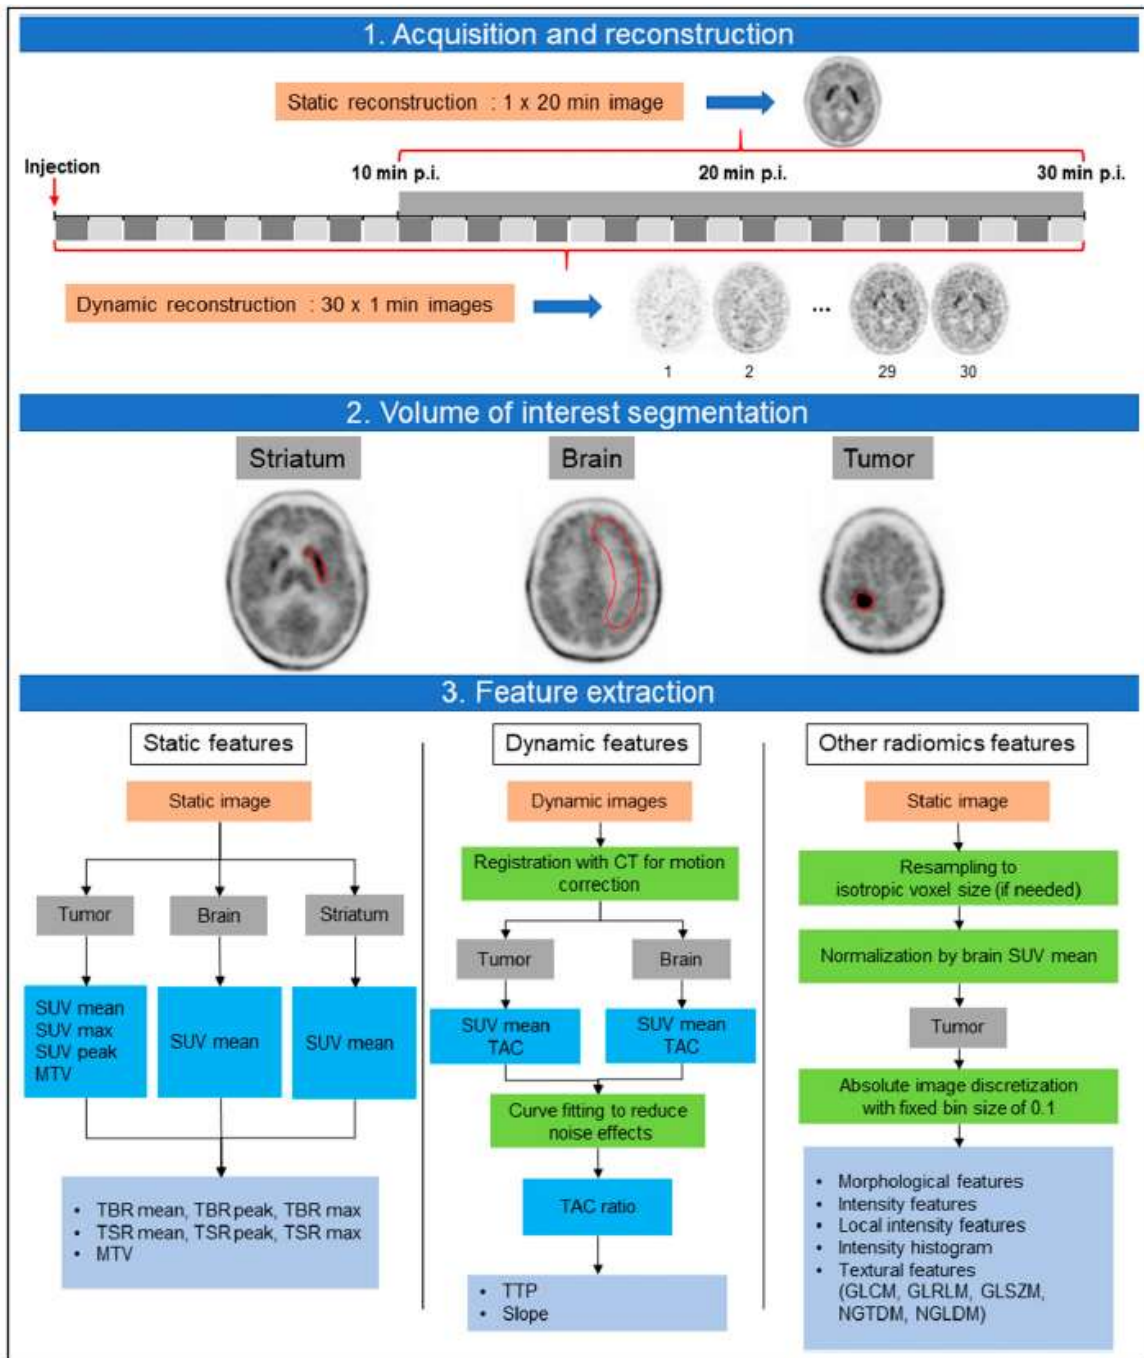 1. Acquisition and reconstruction
Static reconstruction : 1 x 20 min image
Injection
10 min p.i.
20 min p.i.
30 min p.i.
Dynamic reconstruction : 30 x 1 min images
...
1
2
29
30
2. Volume of interest segmentation
Striatum
Brain
Tumor
3. Feature extraction
Static features
Static image
Tumor
Brain
Striatum
SUV mean
SUV max
SUV peak
MTV
SUV mean
SUV mean
• TBR mean, TBR peak, TBR max
• TSR mean, TSR peak, TSR max
• MTV
Dynamic features
Dynamic images
Registration with CT for motion
correction
Tumor
Brain
SUV mean
TAC
SUV mean
TAC
Curve fitting to reduce
noise effects
TAC ratio
• TTP
• Slope
Other radiomics features
Static image
Resampling to
isotropic voxel size (if needed)
Normalization by brain SUV mean
Tumor
Absolute image discretization
with fixed bin size of 0.1
• Morphological features
• Intensity features
• Local intensity features
• Intensity histogram
• Textural features
(GLCM, GLRLM, GLSZM,
NGTDM, NGLDM)